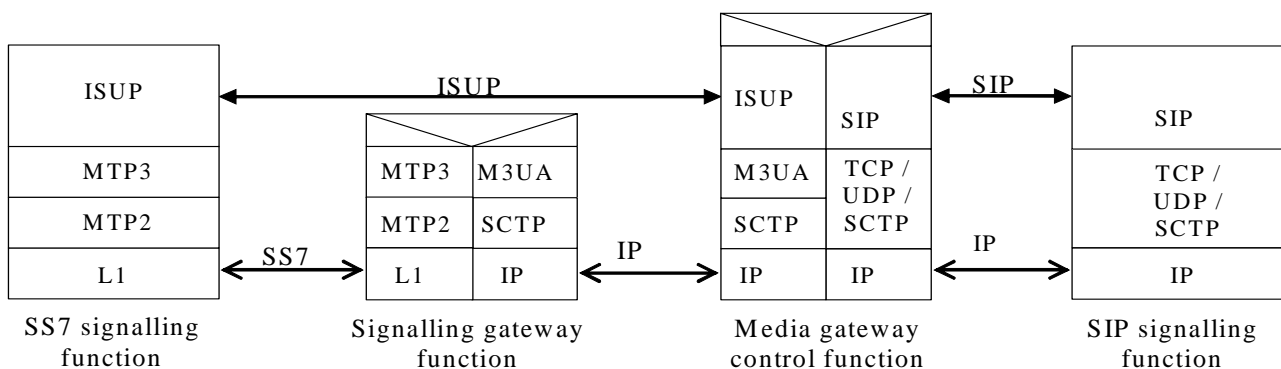 ISUP
MTP3
MTP2
L1
SS7 signalling
function
ISUP
SS7
MTP3
M3UA
MTP2
SCTP
L1
IP
Signalling gateway
function
IP
ISUP
SIP
M3UA
SCTP
TCP /
UDP /
SCTP
IP
IP
Media gateway
control function
SIP
IP
SIP
TCP /
UDP /
SCTP
IP
SIP signalling
function